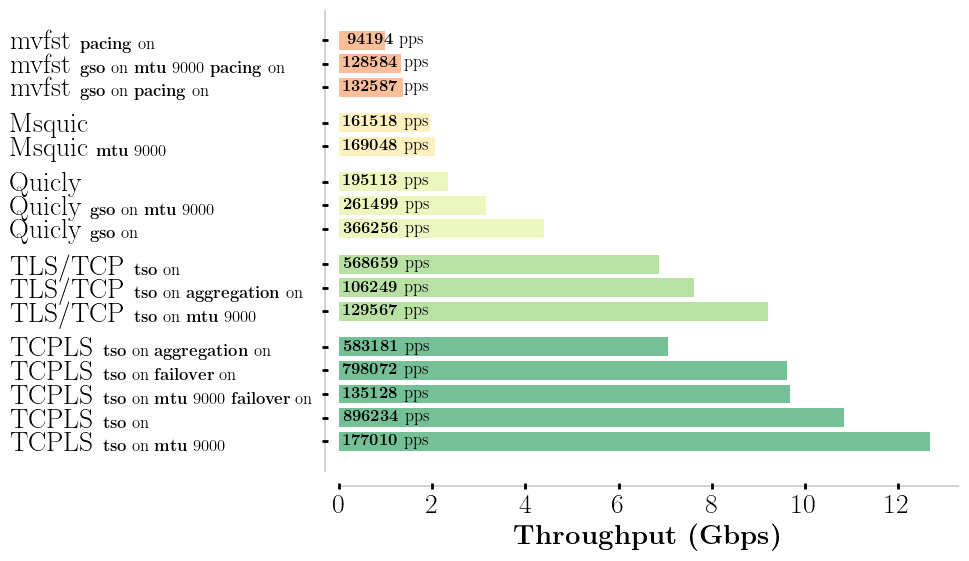 mvfst pacing on 94194 pps
mvfst gso on mtu 9000 pacing on 128584 pps
mvfst gso on pacing on 132587 pps
Msquic 161518 pps
Msquic mtu 9000 169048 pps
Quicly 195113 pps
Quicly gso on mtu 9000 261499 pps
Quicly gso on 366256 pps
TLS/TCP tso on 568659 pps
TLS/TCP tso on aggregation on 106249 pps
TLS/TCP tso on mtu 9000 129567 pps
TCPLS tso on aggregation on 583181 pps
TCPLS tso on failover on 798072 pps
TCPLS tso on mtu 9000 failover on 135128 pps
TCPLS tso on 896234 pps
TCPLS tso on mtu 9000 177010 pps
0 2 4 6 8 10 12
Throughput (Gbps)